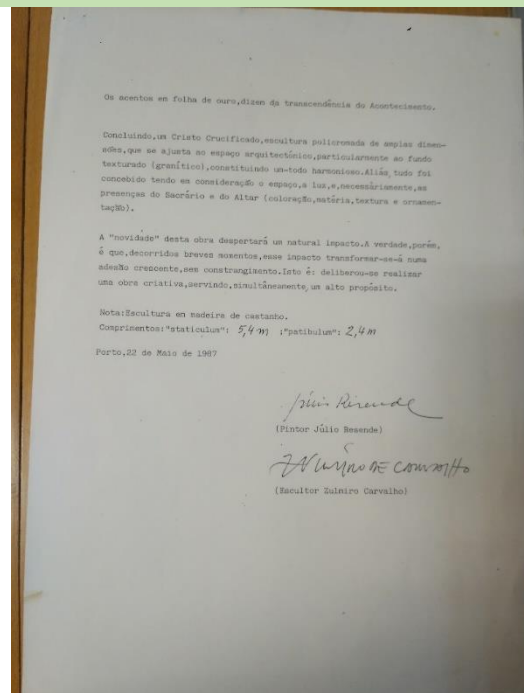 Os acentos em folha de ouro,dizem da transcendência do Acontecimento.
Concluindo,um Cristo Crucificado,escultura policromada de amplas dimen-
sões,que se ajusta ao espaço arquitectónico,particularmente ao fundo
texturado (granítico),constituindo um todo harmonioso.Aliás,tudo foi
concebido tendo em consideração o espaço,a luz,e,necessàriamente,as
presenças do Sacrário e do Altar (coloração,matéria,textura e ornamen-
tação).
A "novidade" desta obra despertará um natural impacto.A verdade,porém,
é que,decorridos breves momentos,esse impacto transformar-se-á numa
adesão crescente,sem constrangimento.Isto é: deliberou-se realizar
uma obra criativa,servindo,simultâneamente,um alto propósito.
Nota:Escultura em madeira de castanho.
Comprimentos:"staticulum": 5,4 m ;"patibulum": 2,4 m
Porto,22 de Maio de 1987
Júlio Resende
(Pintor Júlio Resende)
Zulmiro de Carvalho
(Escultor Zulmiro Carvalho)